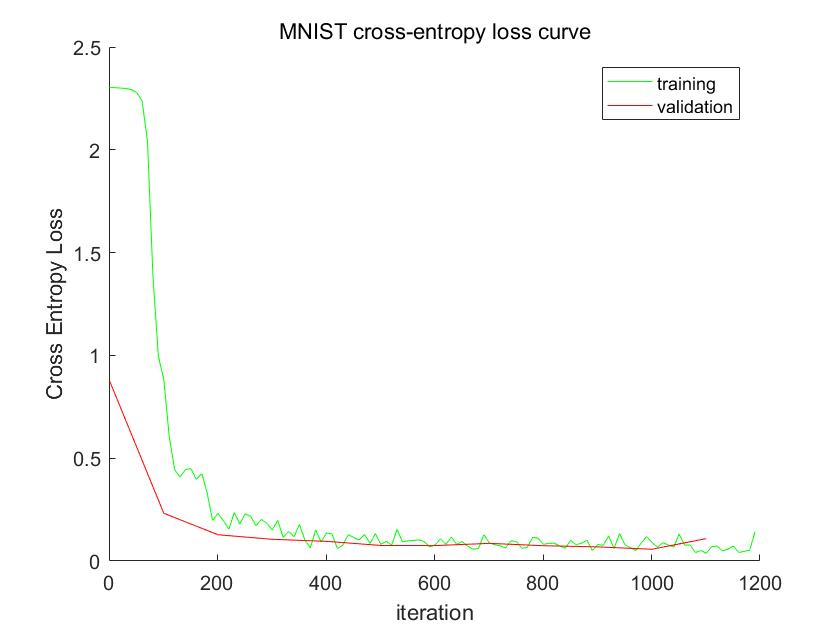 MNIST cross-entropy loss curve
2.5
2
1.5
1
0.5
0
Cross Entropy Loss
training
validation
0 200 400 600 800 1000 1200
iteration